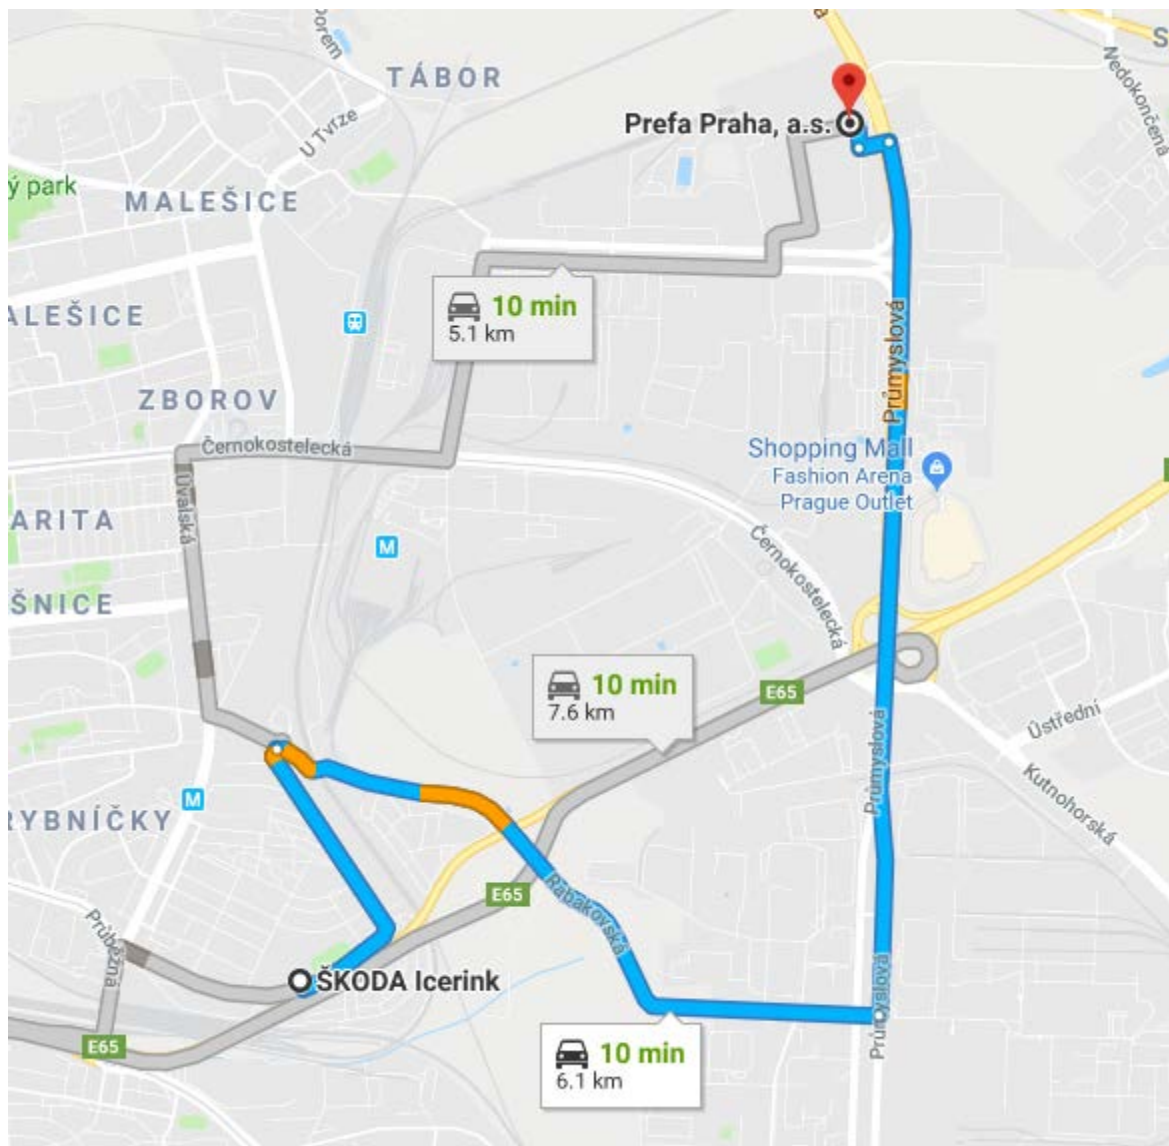 Dorem
TÁBOR
Prefa Praha, a.s.
Nedokončená
U Tvrze
ý park
MALEŠICE
10 min
5.1 km
ALEŠICE
Průmyslová
ZBOROV
Černokostelecká
Shopping Mall
Fashion Arena
Prague Outlet
Úvalská
ARITA
M
Černokostelecká
ŠNICE
10 min
7.6 km
E65
Ústřední
Průmyslová
Kutnohorská
M
RYBNÍČKY
E65
Rabakovská
Průběžná
ŠKODA Icerink
Průmyslová
E65
10 min
6.1 km